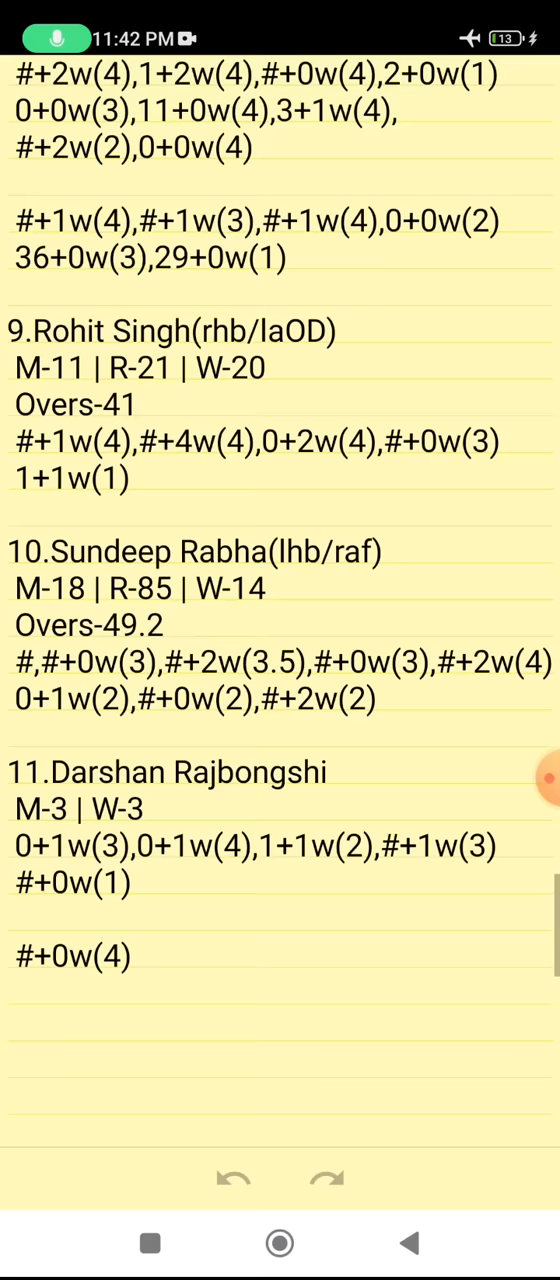 11:42 PM
13
#+2w(4),1+2w(4),#+0w(4),2+0w(1)
0+0w(3),11+0w(4),3+1w(4),
#+2w(2),0+0w(4)
#+1w(4),#+1w(3),#+1w(4),0+0w(2)
36+0w(3),29+0w(1)
9.Rohit Singh(rhb/laOD)
M-11 | R-21 | W-20
Overs-41
#+1w(4),#+4w(4),0+2w(4),#+0w(3)
1+1w(1)
10.Sundeep Rabha(lhb/raf)
M-18 | R-85 | W-14
Overs-49.2
#,#+0w(3),#+2w(3.5),#+0w(3),#+2w(4)
0+1w(2),#+0w(2),#+2w(2)
11.Darshan Rajbongshi
M-3 | W-3
0+1w(3),0+1w(4),1+1w(2),#+1w(3)
#+0w(1)
#+0w(4)